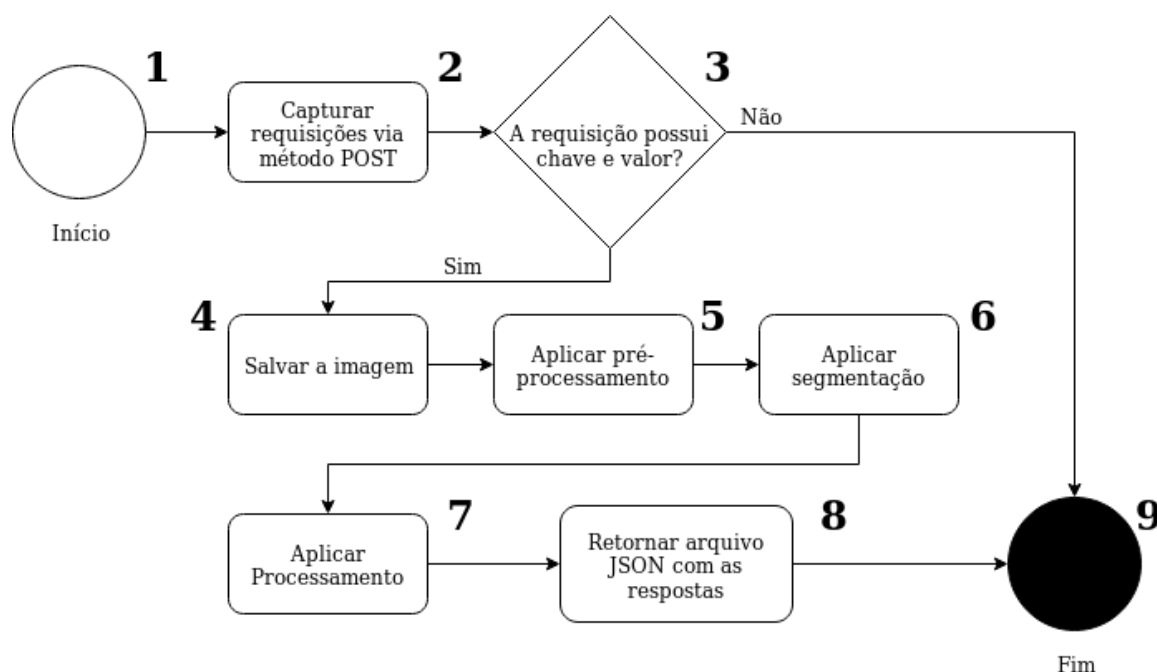 1
Início
2
Capturar
requisições via
método POST
3
A requisição possui
chave e valor?
Não
Sim
4
Salvar a imagem
5
Aplicar pré-
processamento
6
Aplicar
segmentação
7
Aplicar
Processamento
8
Retornar arquivo
JSON com as
respostas
9
Fim